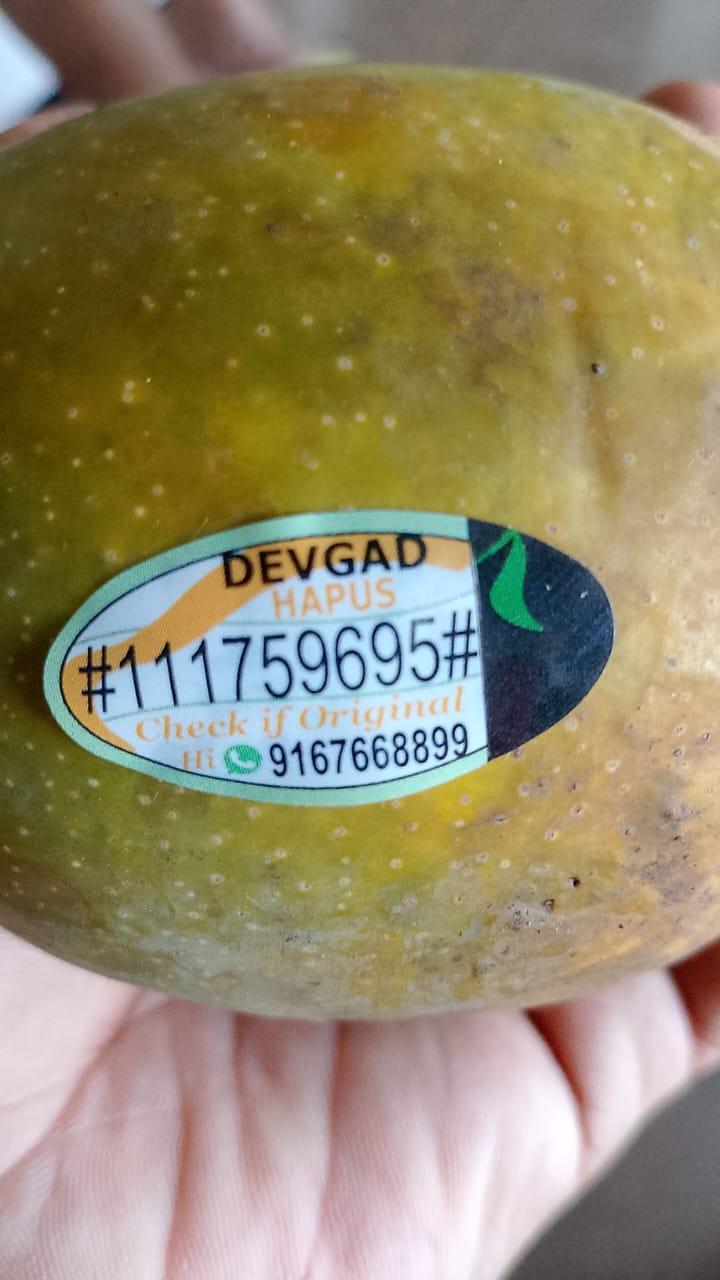 DEVGAD
HAPUS
#111759695#
Check if Original
Hi 9167668899